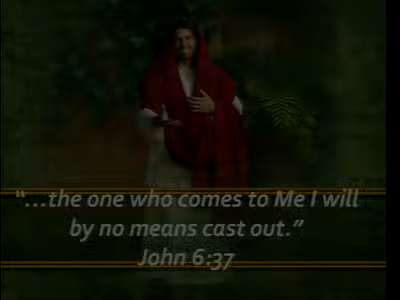 “...the one who comes to Me I will
by no means cast out.”
John 6:37